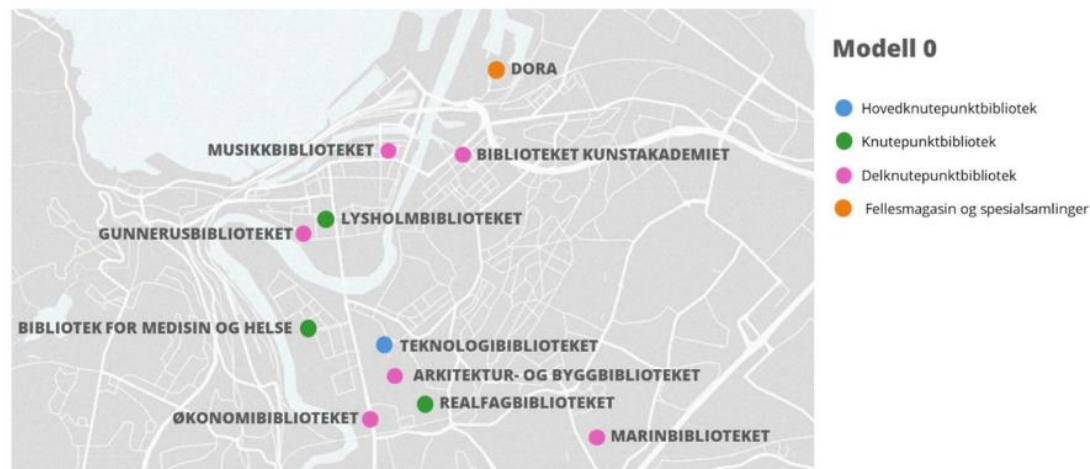 Modell 0
DORA
Hovedknutepunktbibliotek
Knutepunktbibliotek
MUSIKKBIBLIOTEKET
BIBLIOTEKET KUNSTAKADEMIET
Delknutepunktbibliotek
Fellesmagasin og spesialsamlinger
LYSHOLMBIBLIOTEKET
GUNNERUSBIBLIOTEKET
BIBLIOTEK FOR MEDISIN OG HELSE
TEKNOLOGIBIBLIOTEKET
ARKITEKTUR- OG BYGGBIBLIOTEKET
REALFAGBIBLIOTEKET
ØKONOMIBIBLIOTEKET
MARINBIBLIOTEKET